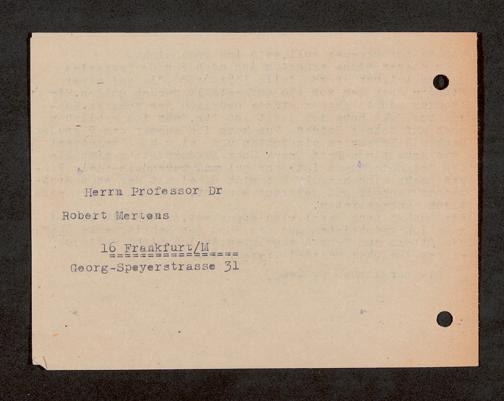 Herrn Professor Dr
Robert Mertens
16 Frankfurt/M
Georg-Speyerstrasse 31